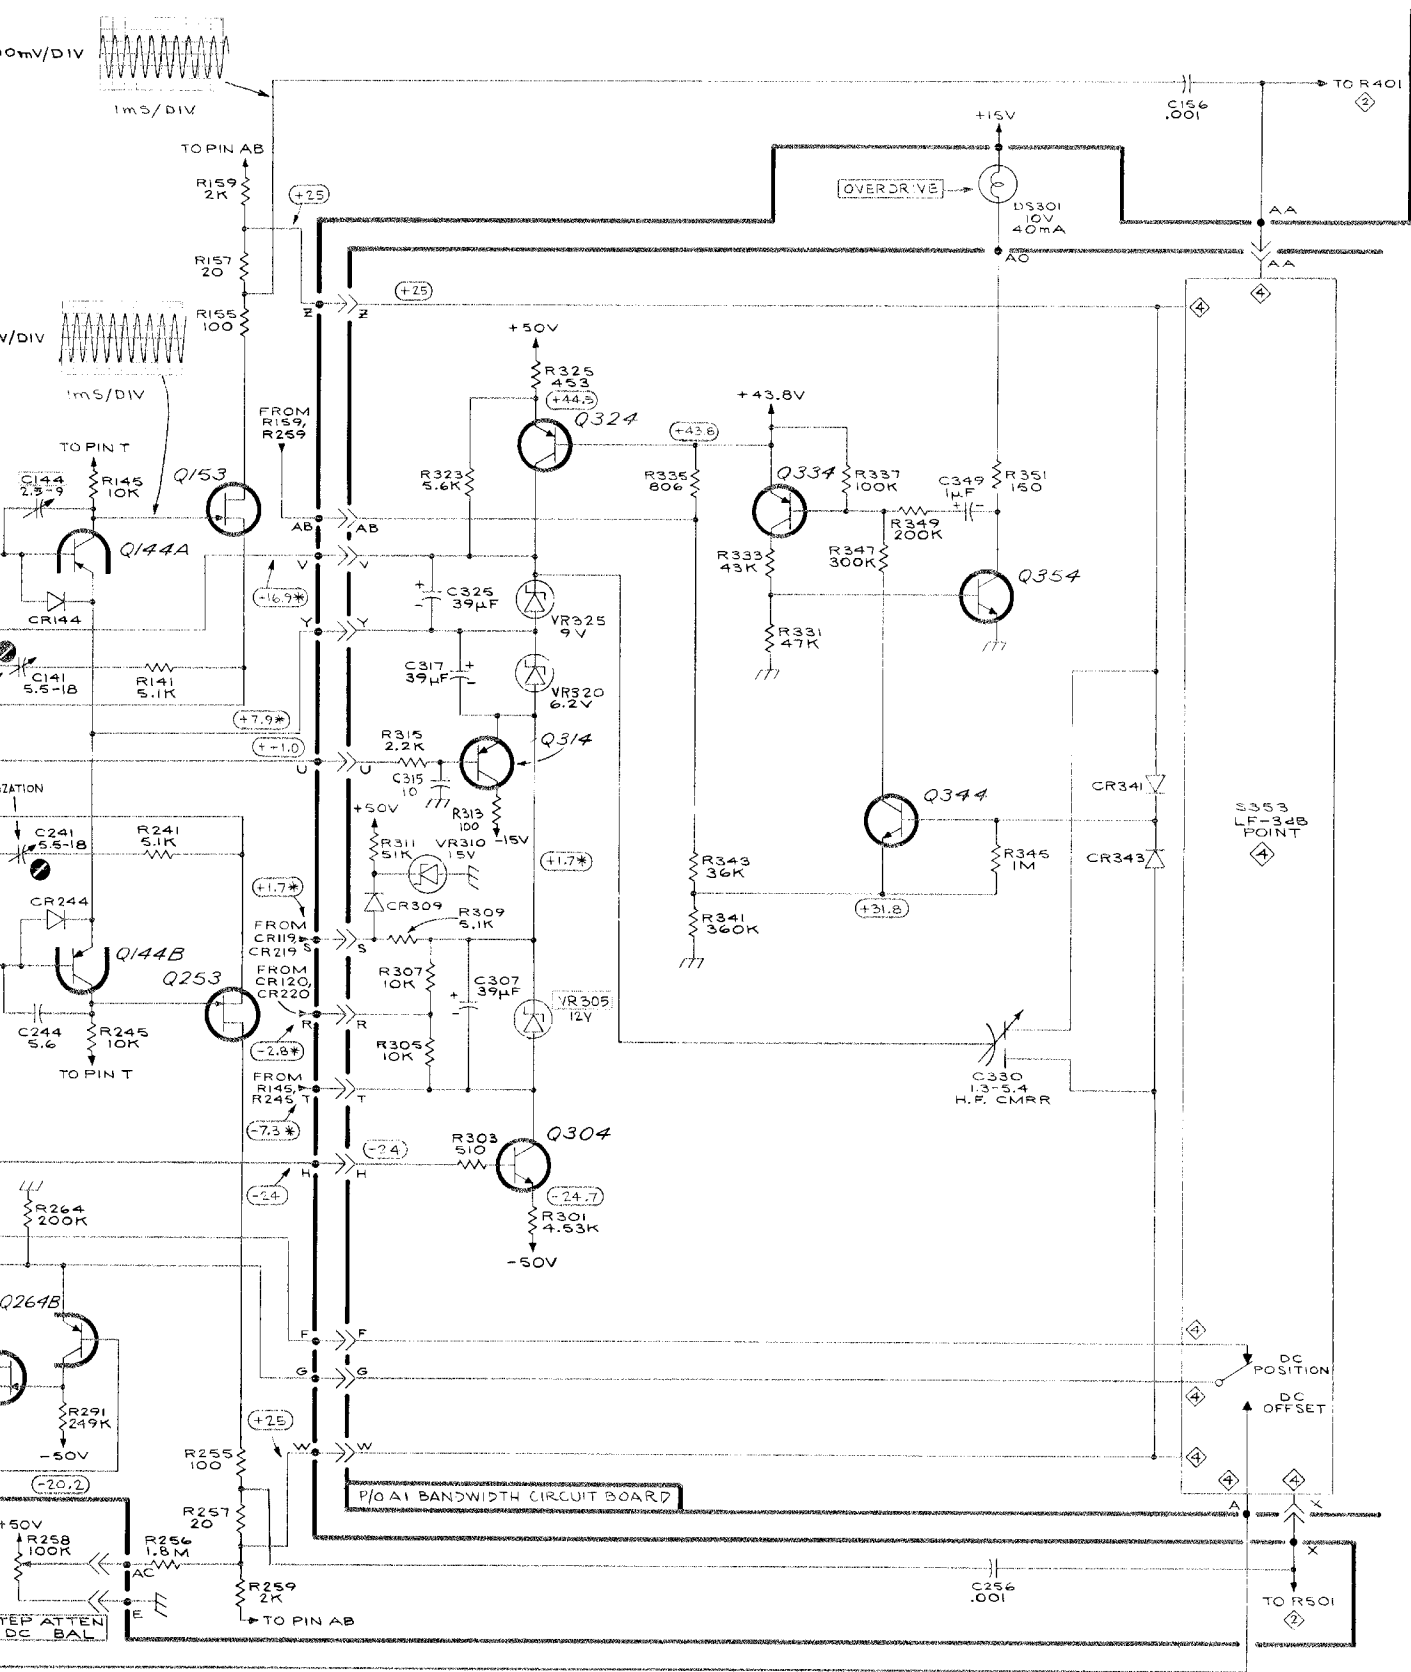 0mV/DIV
1mS/DIV
TO PIN AB
R159
2K
+25
R157
20
R155
100
C156
.001
TO R401
2
+15V
OVERDRIVE
DS301
10V
40mA
AO
AA
AA
4
4
Z
Z
+25
V/DIV
1mS/DIV
+50V
R325
453
+44.5
Q324
FROM
R159,
R259
+43.8V
+43.8
TO PIN T
C144
2.5-9
R145
10K
Q153
R323
5.6K
R335
806
Q334
R337
100K
C349
1µF
+
-
R351
150
AB
AB
R349
200K
Q144A
V
V
R333
43K
R347
300K
Q354
-16.9*
+
-
C325
39µF
VR325
9V
CR144
Y
Y
R331
47K
C141
5.5-18
R141
5.1K
C317
39µF
+
-
VR320
6.2V
+7.9*
++1.0
R315
2.2K
Q314
U
U
C315
10
ZATION
+50V
R313
100
-15V
CR341
Q344
S353
LF-3dB
POINT
4
C241
5.5-18
R241
5.1K
R311
51K
VR310
15V
+1.7*
R343
36K
R345
1M
CR343
+1.7*
CR244
CR309
R309
5.1K
+31.8
FROM
CR119,
CR219
S
S
R341
360K
Q144B
Q253
FROM
CR120,
CR220
R307
10K
+
-
C307
39µF
VR305
12V
R
R
C244
5.6
R245
10K
-2.8*
R305
10K
TO PIN T
FROM
R145,
R245
T
T
C330
1.3-5.4
H.F. CMRR
-7.3*
R303
510
Q304
-24
H
H
-24
-24.7
R264
200K
R301
4.53K
-50V
Q264B
F
F
4
G
G
DC
POSITION
4
DC
OFFSET
R291
249K
+25
-50V
W
W
4
R255
100
-20.2
P/O A1 BANDWIDTH CIRCUIT BOARD
4
4
A
X
R257
20
+50V
R258
100K
R256
1.8M
X
AC
R259
2K
C256
.001
E
TO PIN AB
TO R501
2
TEP ATTEN
DC BAL